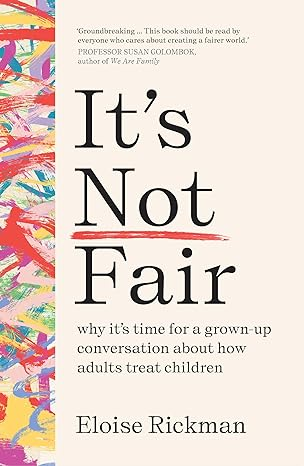 ‘Groundbreaking ... This book should be read by
everyone who cares about creating a fairer world.’
PROFESSOR SUSAN GOLOMBOK,
author of We Are Family
It’s
Not
Fair
why it’s time for a grown-up
conversation about how
adults treat children
Eloise Rickman